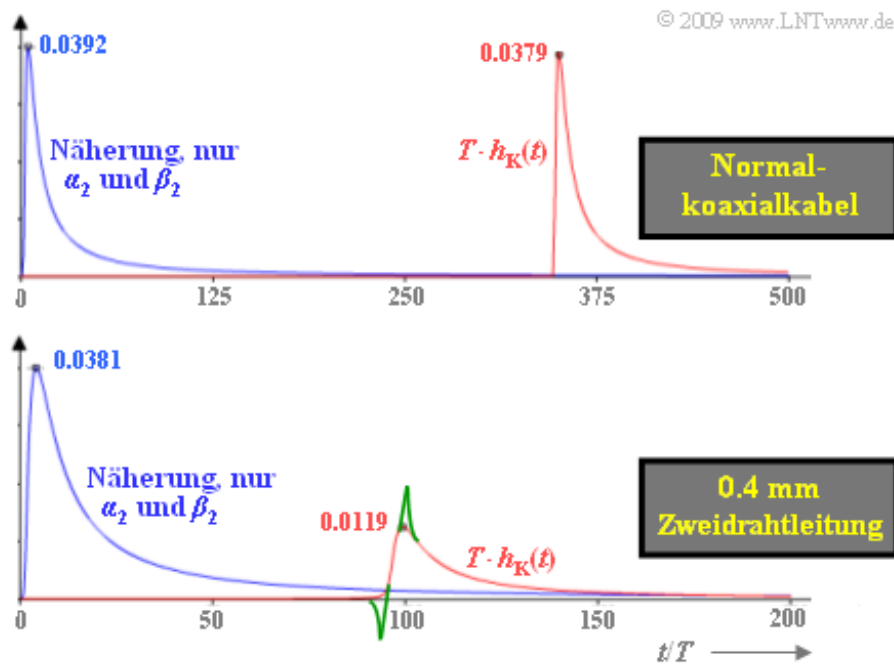 © 2009 www.LNTwww.de
0.0392
0.0379
Näherung, nur
α₂ und β₂
T · hK(t)
Normal-
koaxialkabel
0
125
250
375
500
0.0381
Näherung, nur
α₂ und β₂
0.0119
T · hK(t)
0.4 mm
Zweidrahtleitung
0
50
100
150
200
t/T